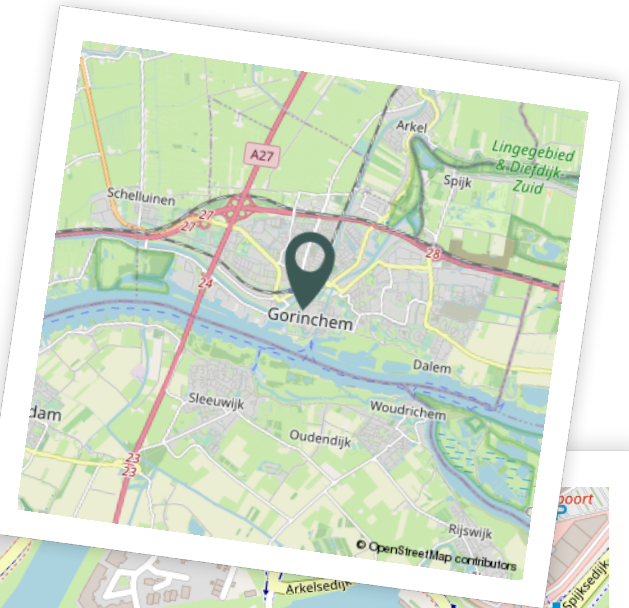 Arkel
A27
Lingegebied
& Diefdijk-
Zuid
Spijk
Schelluinen
27
27
28
24
Gorinchem
Dalem
Sleeuwijk
Woudrichem
dam
Oudendijk
23
23
Rijswijk
© OpenStreetMap contributors
poort
Arkelsedijk
pijksedijk